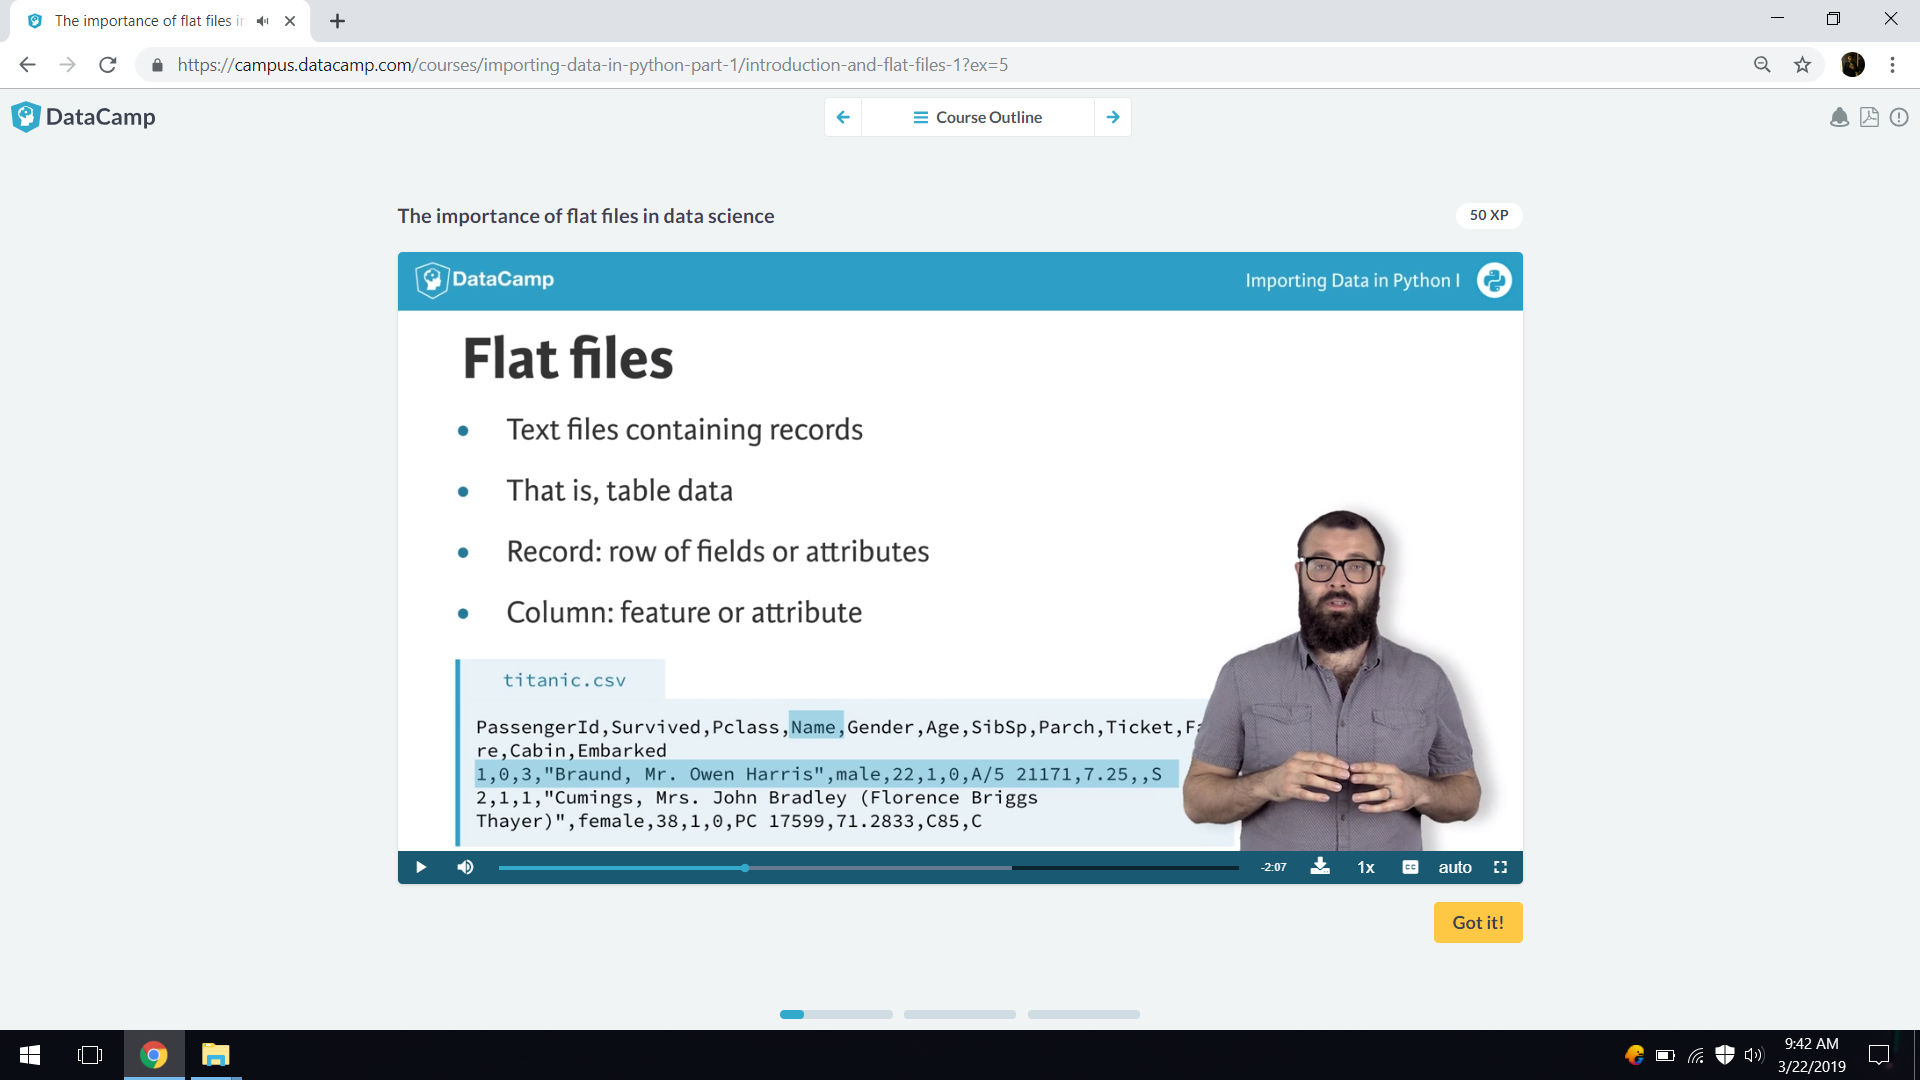 The importance of flat files in
https://campus.datacamp.com/courses/importing-data-in-python-part-1/introduction-and-flat-files-1?ex=5
DataCamp
Course Outline
The importance of flat files in data science
50 XP
DataCamp
Importing Data in Python I
Flat files
• Text files containing records
• That is, table data
• Record: row of fields or attributes
• Column: feature or attribute
titanic.csv
PassengerId,Survived,Pclass,Name,Gender,Age,SibSp,Parch,Ticket,Fa
re,Cabin,Embarked
1,0,3,"Braund, Mr. Owen Harris",male,22,1,0,A/5 21171,7.25,,S
2,1,1,"Cumings, Mrs. John Bradley (Florence Briggs
Thayer)",female,38,1,0,PC 17599,71.2833,C85,C
-2:07
1x
CC
auto
Got it!
9:42 AM
3/22/2019